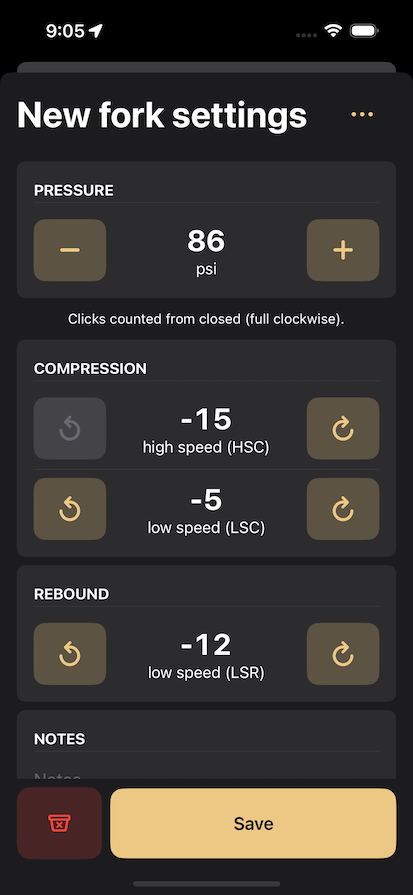 9:05
New fork settings
PRESSURE
86
psi
Clicks counted from closed (full clockwise).
COMPRESSION
-15
high speed (HSC)
-5
low speed (LSC)
REBOUND
-12
low speed (LSR)
NOTES
Notes
Save